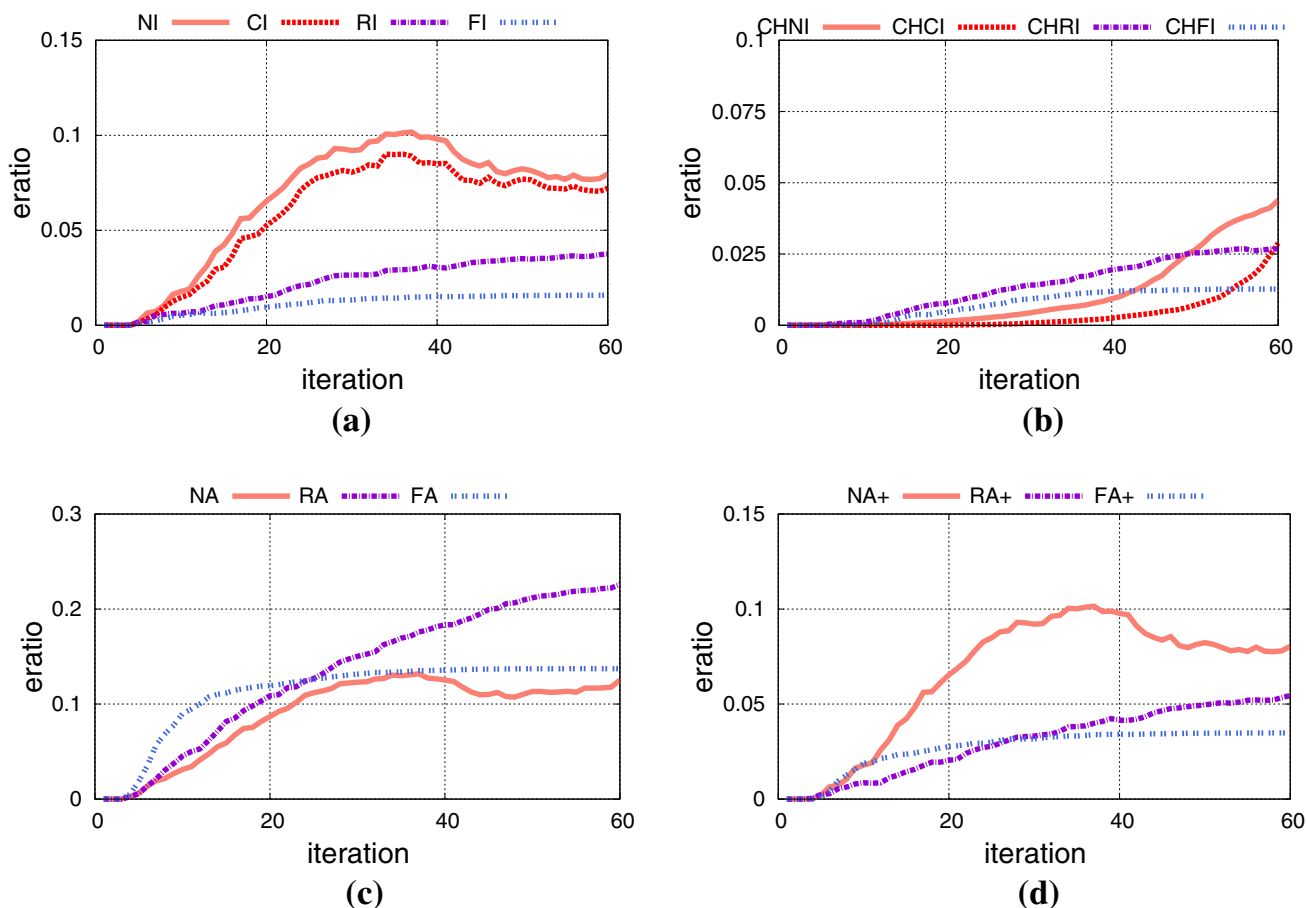 NI CI RI FI
0.15
0.1
0.05
0
eratio
0 20 40 60
iteration
(a)
CHNI CHCI CHRI CHFI
0.1
0.075
0.05
0.025
0
eratio
0 20 40 60
iteration
(b)
NA RA FA
0.3
0.2
0.1
0
eratio
0 20 40 60
iteration
(c)
NA+ RA+ FA+
0.15
0.1
0.05
0
eratio
0 20 40 60
iteration
(d)